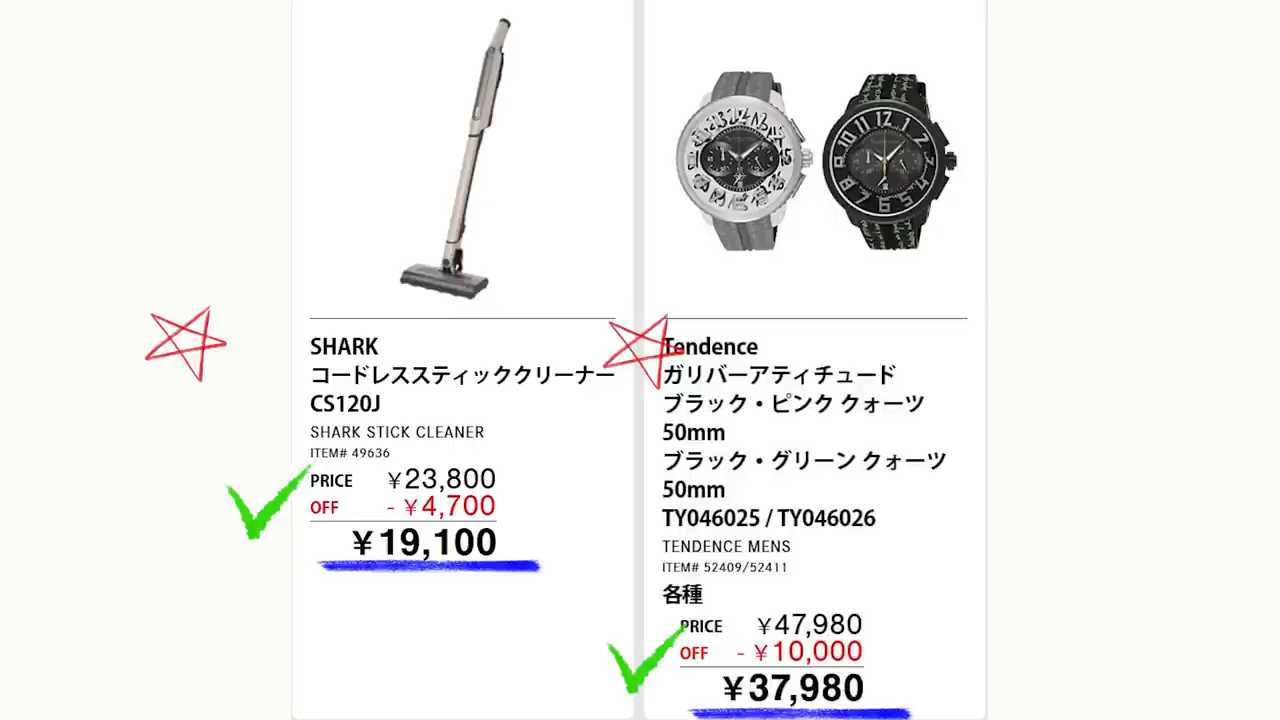 SHARK
コードレススティッククリーナー
CS120J
SHARK STICK CLEANER
ITEM# 49636
PRICE ¥23,800
OFF - ¥4,700
¥19,100
Tendence
ガリバーアティチュード
ブラック・ピンク クォーツ
50mm
ブラック・グリーン クォーツ
50mm
TY046025 / TY046026
TENDENCE MENS
ITEM# 52409/52411
各種
PRICE ¥47,980
OFF - ¥10,000
¥37,980